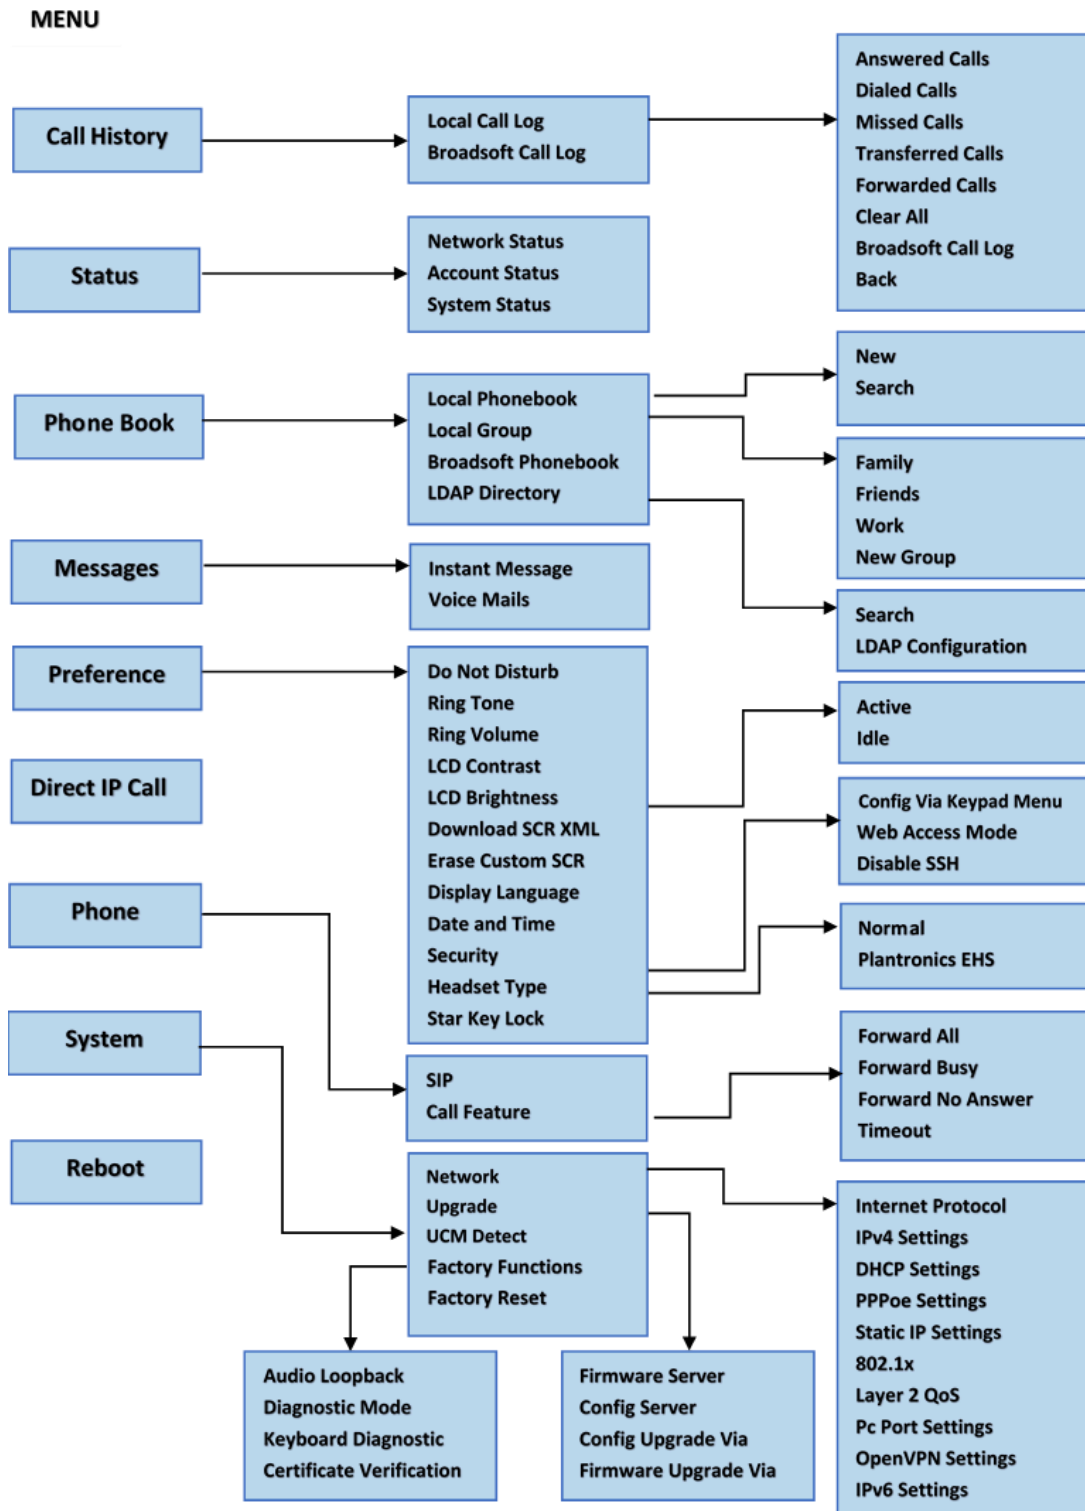 MENU
Call History
Local Call Log
Broadsoft Call Log
Answered Calls
Dialed Calls
Missed Calls
Transferred Calls
Forwarded Calls
Clear All
Broadsoft Call Log
Back
Status
Network Status
Account Status
System Status
Phone Book
Local Phonebook
Local Group
Broadsoft Phonebook
LDAP Directory
New
Search
Family
Friends
Work
New Group
Search
LDAP Configuration
Messages
Instant Message
Voice Mails
Preference
Do Not Disturb
Ring Tone
Ring Volume
LCD Contrast
LCD Brightness
Download SCR XML
Erase Custom SCR
Display Language
Date and Time
Security
Headset Type
Star Key Lock
Active
Idle
Config Via Keypad Menu
Web Access Mode
Disable SSH
Normal
Plantronics EHS
Direct IP Call
Phone
SIP
Call Feature
Forward All
Forward Busy
Forward No Answer
Timeout
System
Network
Upgrade
UCM Detect
Factory Functions
Factory Reset
Internet Protocol
IPv4 Settings
DHCP Settings
PPPoe Settings
Static IP Settings
802.1x
Layer 2 QoS
Pc Port Settings
OpenVPN Settings
IPv6 Settings
Reboot
Audio Loopback
Diagnostic Mode
Keyboard Diagnostic
Certificate Verification
Firmware Server
Config Server
Config Upgrade Via
Firmware Upgrade Via